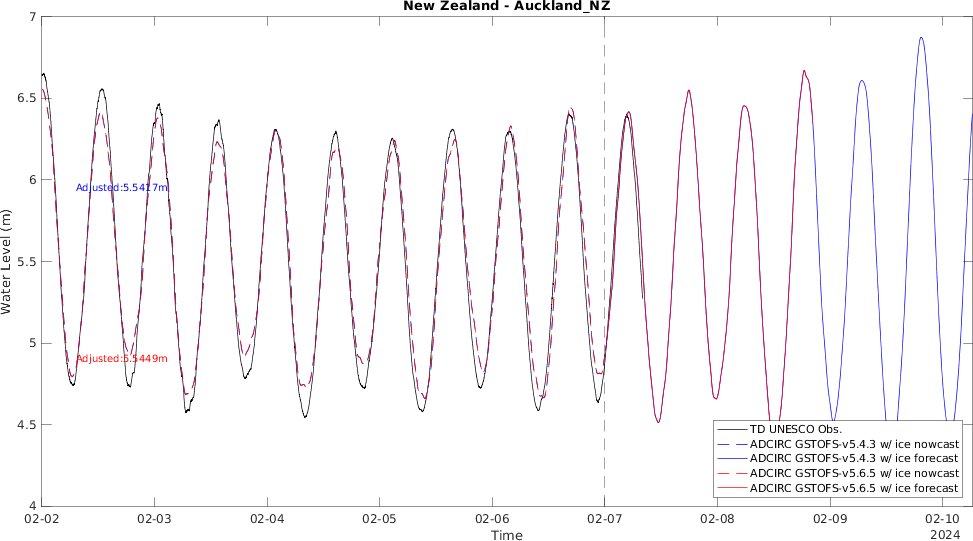 New Zealand - Auckland_NZ
Water Level (m)
7
6.5
6
5.5
5
4.5
4
Adjusted:5.5417m
Adjusted:5.5449m
TD UNESCO Obs.
ADCIRC GSTOFS-v5.4.3 w/ ice nowcast
ADCIRC GSTOFS-v5.4.3 w/ ice forecast
ADCIRC GSTOFS-v5.6.5 w/ ice nowcast
ADCIRC GSTOFS-v5.6.5 w/ ice forecast
02-02 02-03 02-04 02-05 02-06 02-07 02-08 02-09 02-10
2024
Time